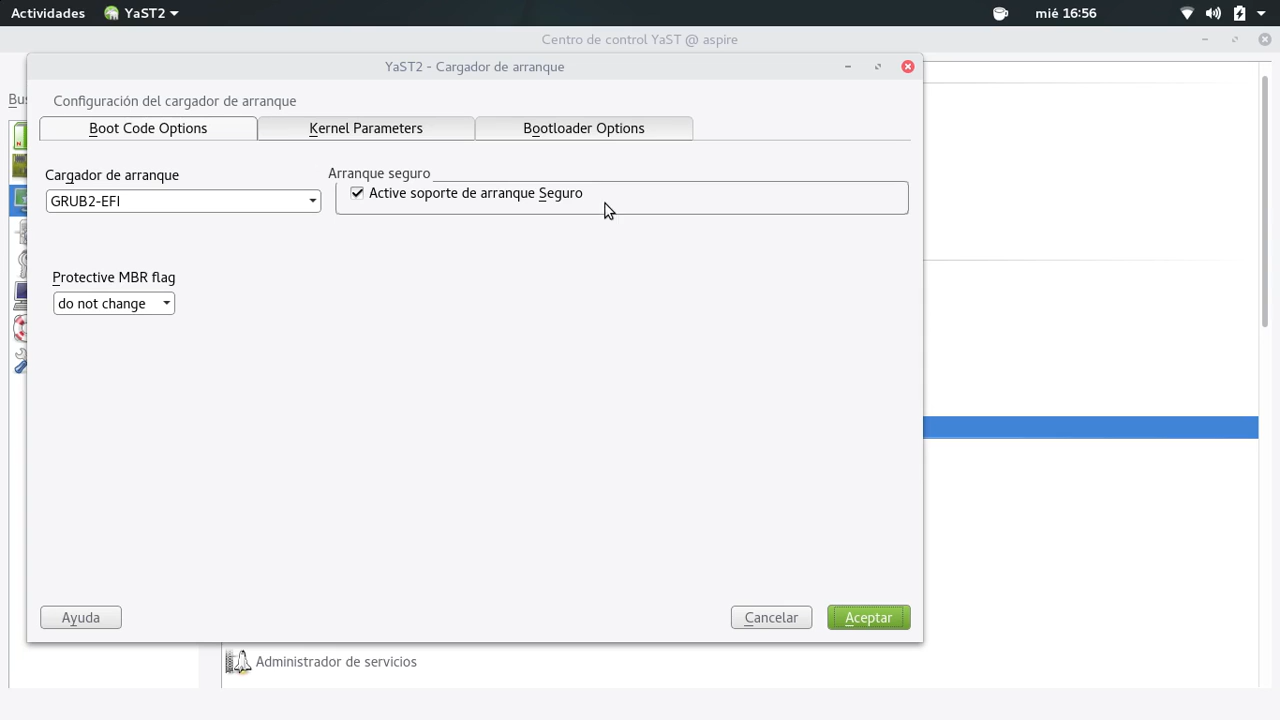 Actividades YaST2 mié 16:56
Centro de control YaST @ aspire
YaST2 - Cargador de arranque
Bus
Configuración del cargador de arranque
Boot Code Options Kernel Parameters Bootloader Options
Cargador de arranque Arranque seguro
GRUB2-EFI Active soporte de arranque Seguro
Protective MBR flag
do not change
Ayuda Cancelar Aceptar
Administrador de servicios